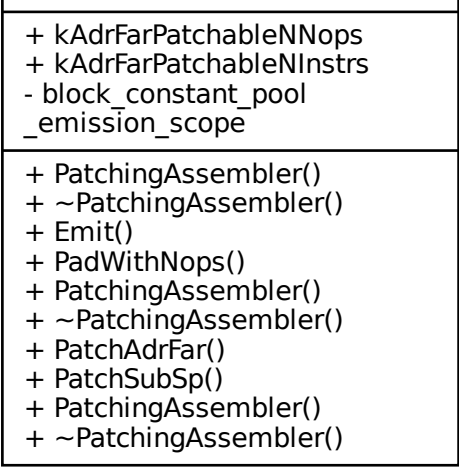 + kAdrFarPatchableNNops
+ kAdrFarPatchableNInstrs
- block_constant_pool
_emission_scope
+ PatchingAssembler()
+ ~PatchingAssembler()
+ Emit()
+ PadWithNops()
+ PatchingAssembler()
+ ~PatchingAssembler()
+ PatchAdrFar()
+ PatchSubSp()
+ PatchingAssembler()
+ ~PatchingAssembler()